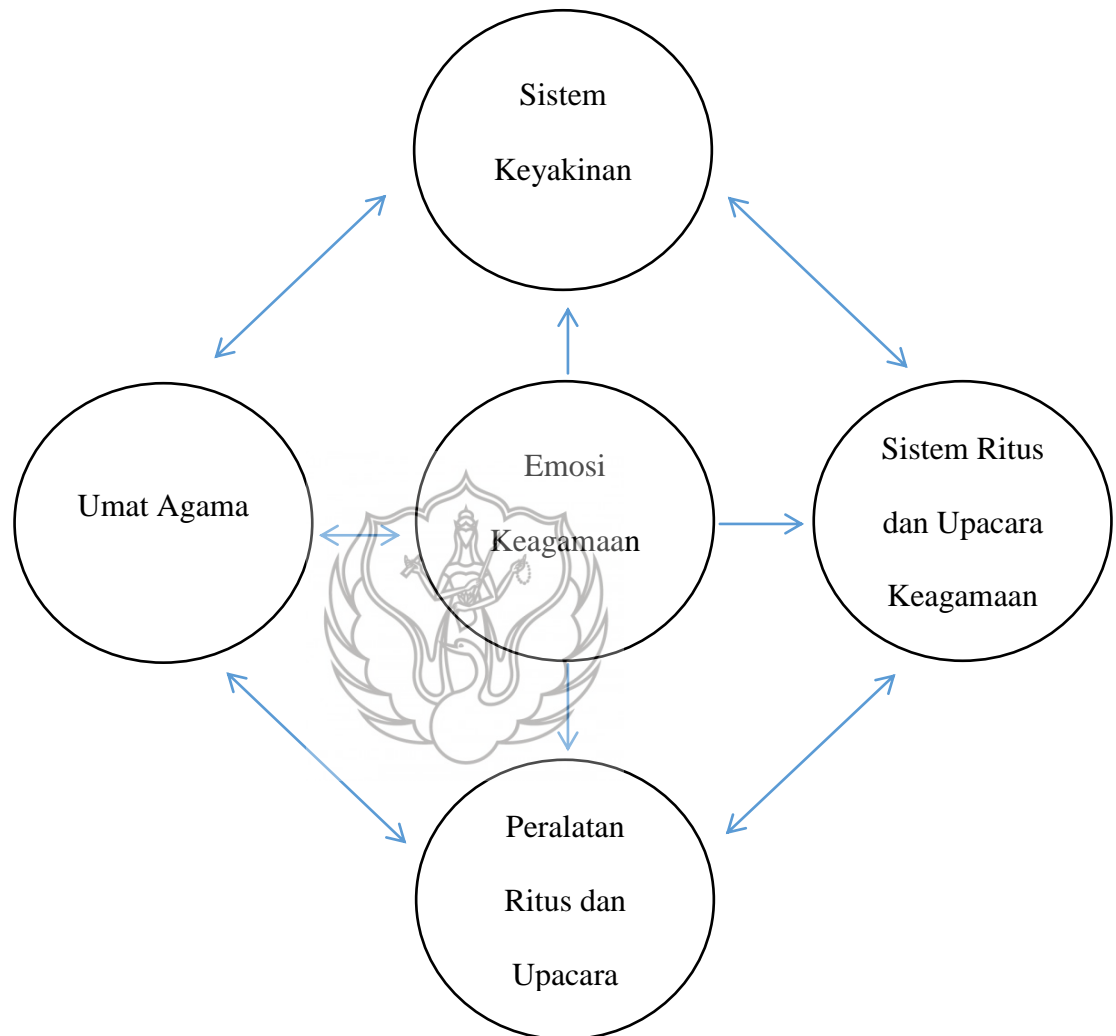 Sistem
Keyakinan
Umat Agama
Emosi
Keagamaan
Sistem Ritus
dan Upacara
Keagamaan
Peralatan
Ritus dan
Upacara